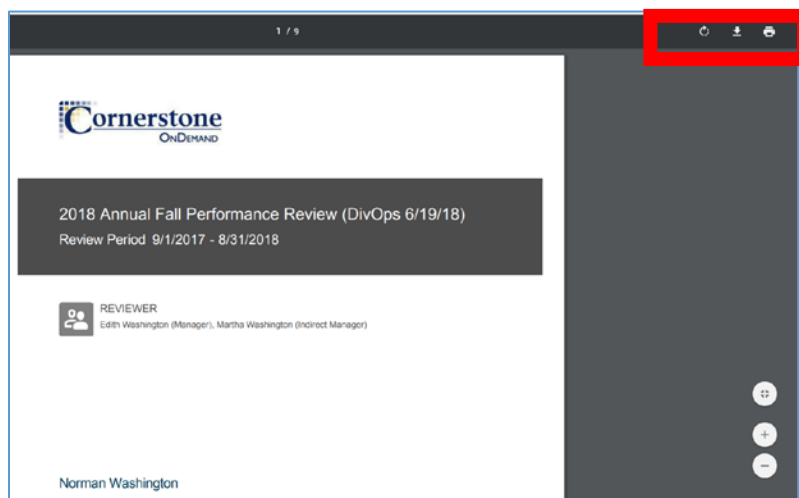 1 / 9
Cornerstone
OnDemand
2018 Annual Fall Performance Review (DivOps 6/19/18)
Review Period 9/1/2017 - 8/31/2018
REVIEWER
Edith Washington (Manager), Martha Washington (Indirect Manager)
Norman Washington